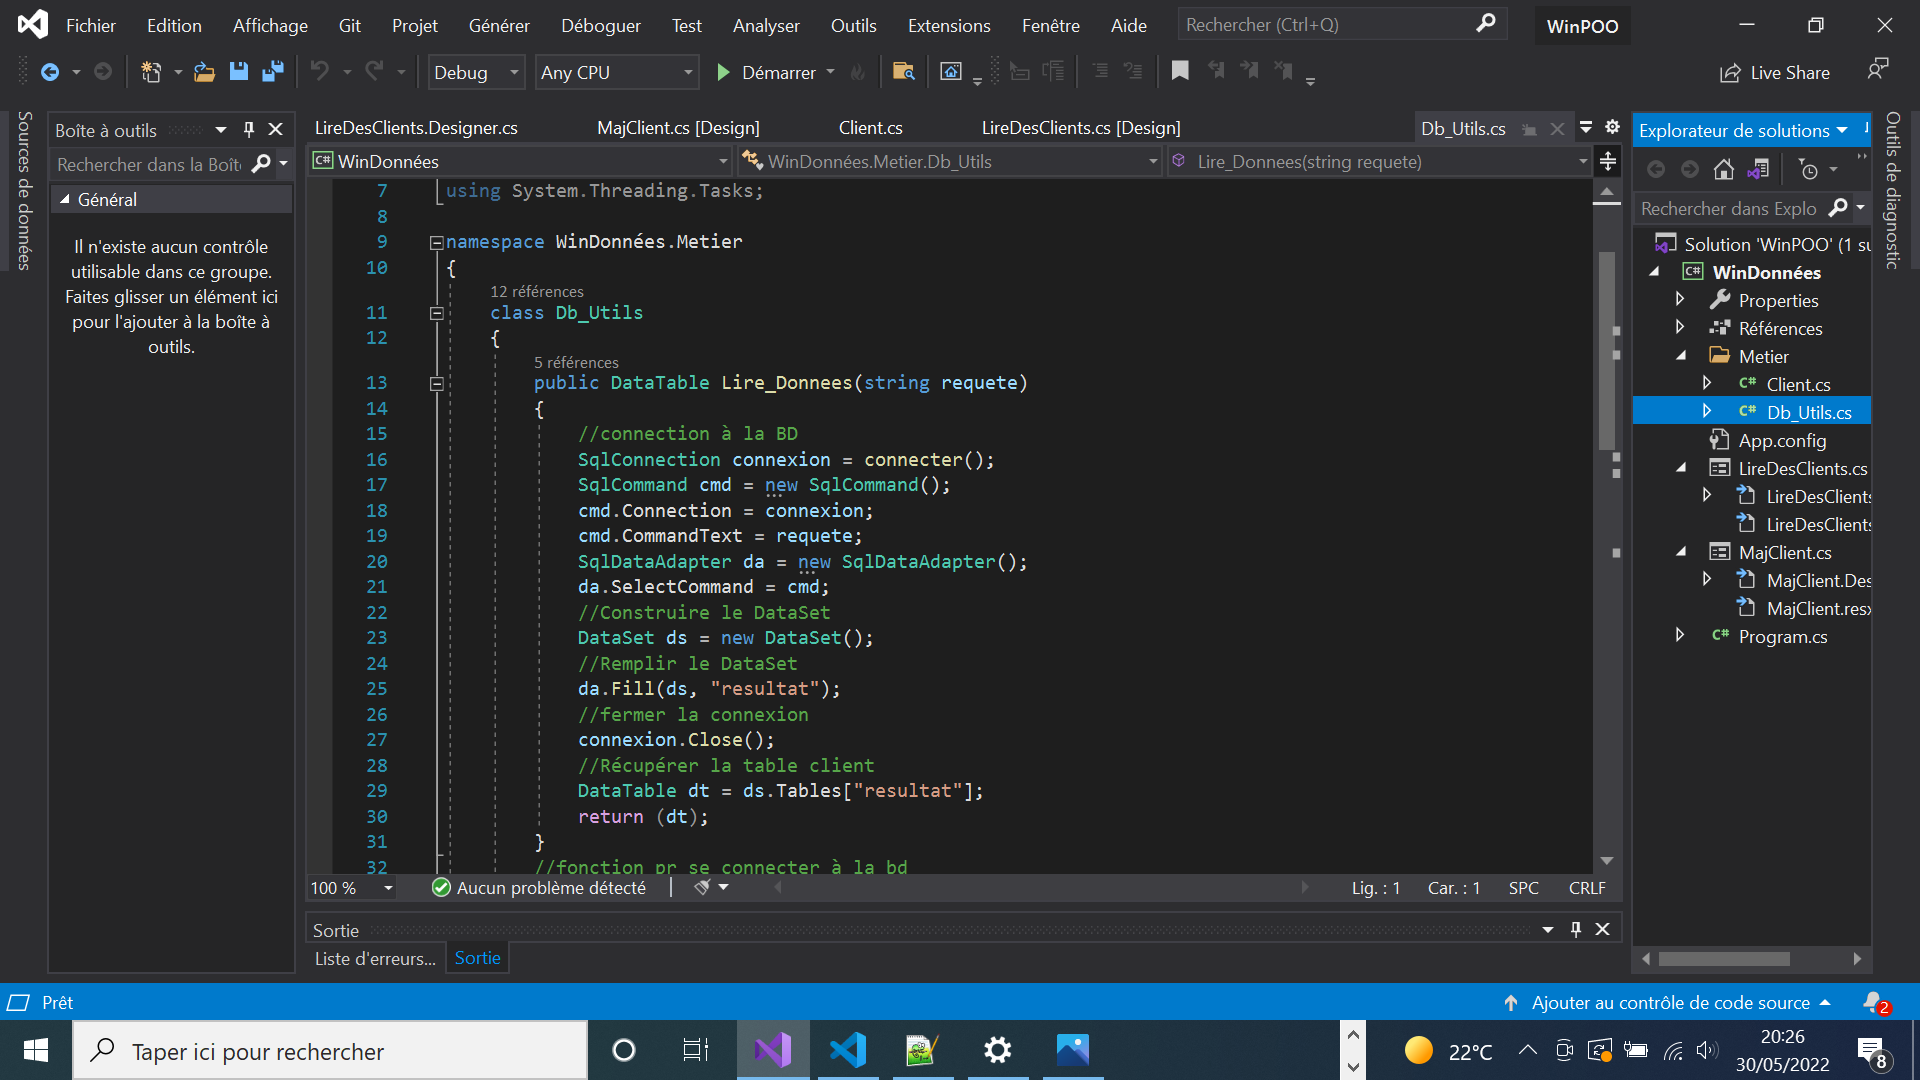 Fichier Edition Affichage Git Projet Générer Déboguer Test Analyser Outils Extensions Fenêtre Aide Rechercher (Ctrl+Q) WinPOO
Debug Any CPU Démarrer Live Share
Sources de données
Boîte à outils
Rechercher dans la Boît
Général
Il n'existe aucun contrôle
utilisable dans ce groupe.
Faites glisser un élément ici
pour l'ajouter à la boîte à
outils.
LireDesClients.Designer.cs MajClient.cs [Design] Client.cs LireDesClients.cs [Design] Db_Utils.cs
C# WinDonnées WinDonnées.Metier.Db_Utils Lire_Donnees(string requete)
7 using System.Threading.Tasks;
8
9 namespace WinDonnées.Metier
10 {
12 références
11 class Db_Utils
12 {
5 références
13 public DataTable Lire_Donnees(string requete)
14 {
15 //connection à la BD
16 SqlConnection connexion = connecter();
17 SqlCommand cmd = new SqlCommand();
18 cmd.Connection = connexion;
19 cmd.CommandText = requete;
20 SqlDataAdapter da = new SqlDataAdapter();
21 da.SelectCommand = cmd;
22 //Construire le DataSet
23 DataSet ds = new DataSet();
24 //Remplir le DataSet
25 da.Fill(ds, "resultat");
26 //fermer la connexion
27 connexion.Close();
28 //Récupérer la table client
29 DataTable dt = ds.Tables["resultat"];
30 return (dt);
31 }
32 //fonction pr se connecter à la bd
100 % Aucun problème détecté Lig. : 1 Car. : 1 SPC CRLF
Sortie
Liste d'erreurs... Sortie
Explorateur de solutions
Rechercher dans Explo
Solution 'WinPOO' (1 su
C# WinDonnées
Properties
Références
Metier
C# Client.cs
C# Db_Utils.cs
App.config
LireDesClients.cs
LireDesClients
LireDesClients
MajClient.cs
MajClient.Des
MajClient.resx
C# Program.cs
Outils de diagnostic
Prêt Ajouter au contrôle de code source 2
Taper ici pour rechercher 22°C 20:26
30/05/2022 8